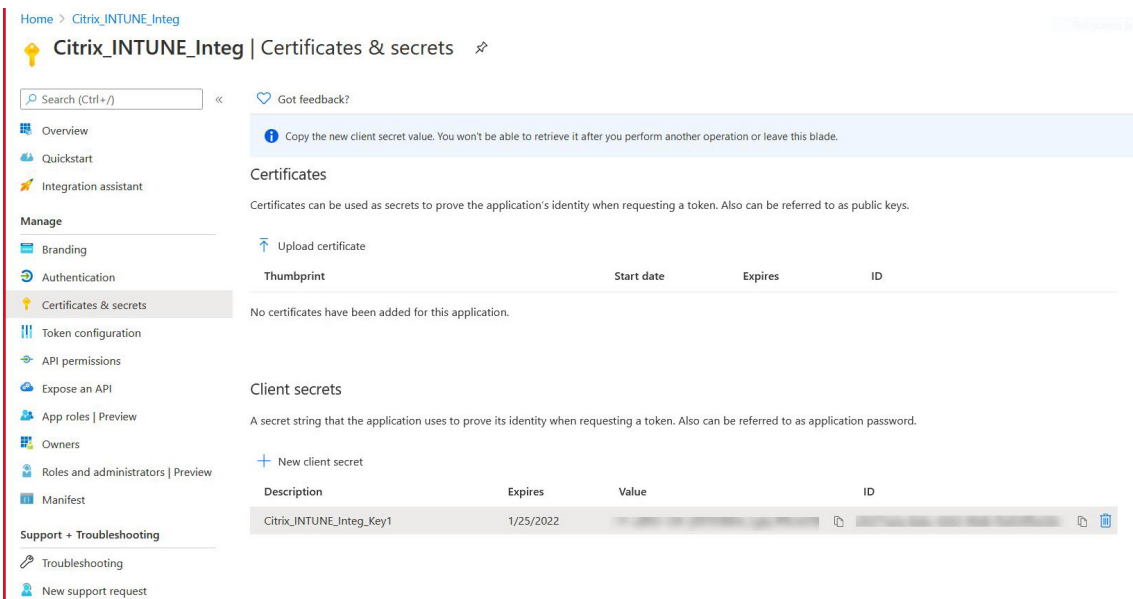 Home > Citrix_INTUNE_Integ
Citrix_INTUNE_Integ | Certificates & secrets
Search (Ctrl+/)
«
Overview
Quickstart
Integration assistant
Manage
Branding
Authentication
Certificates & secrets
Token configuration
API permissions
Expose an API
App roles | Preview
Owners
Roles and administrators | Preview
Manifest
Support + Troubleshooting
Troubleshooting
New support request
Got feedback?
Copy the new client secret value. You won't be able to retrieve it after you perform another operation or leave this blade.
Certificates
Certificates can be used as secrets to prove the application's identity when requesting a token. Also can be referred to as public keys.
Upload certificate
Thumbprint Start date Expires ID
No certificates have been added for this application.
Client secrets
A secret string that the application uses to prove its identity when requesting a token. Also can be referred to as application password.
New client secret
Description Expires Value ID
Citrix_INTUNE_Integ_Key1 1/25/2022